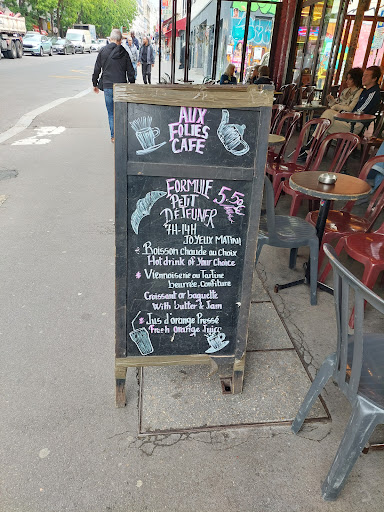 AUX
FOLIES
CAFE
FORMULE 5.50€
PETIT
DEJEUNER
7H-14H
JOYEUX MATIN!
* Boisson Chaude au Choix
Hot drink of Your Choice
* Viennoiserie ou Tartine
beurrée, Confiture
Croissant or baguette
With butter & Jam
* Jus d'orange Pressé
Fresh orange Juice